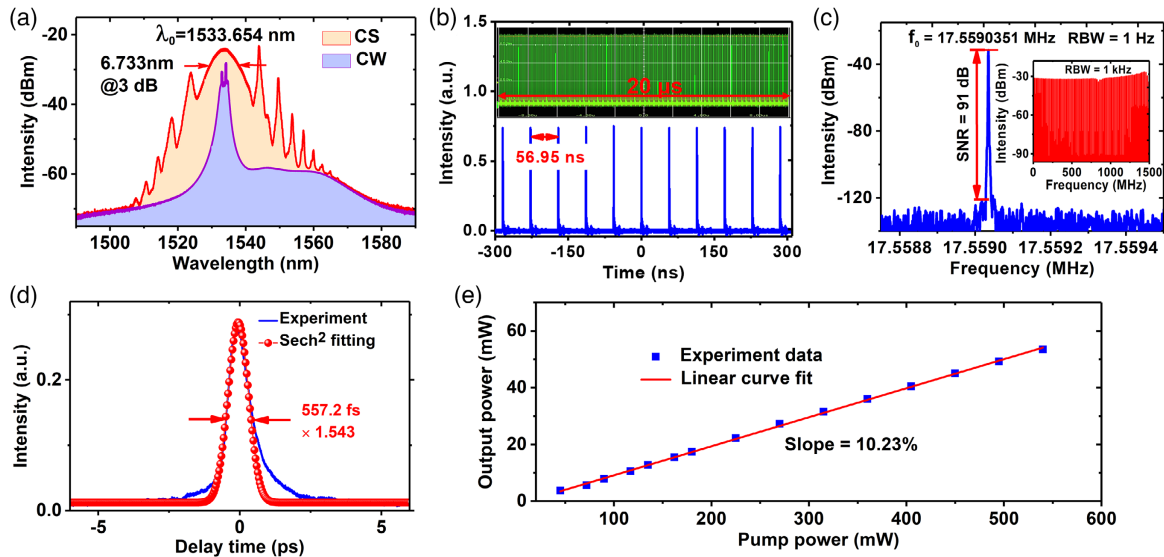 (a)
λ0=1533.654 nm
CS
CW
6.733nm
@3 dB
-20
-40
-60
Intensity (dBm)
1500
1520
1540
1560
1580
Wavelength (nm)
(b)
1.5
1.0
0.5
0.0
Intensity (a.u.)
20 μs
56.95 ns
-300
-150
0
150
300
Time (ns)
(c)
f0 = 17.5590351 MHz RBW = 1 Hz
SNR = 91 dB
-40
-80
-120
Intensity (dBm)
RBW = 1 kHz
-30
-60
-90
Intensity (dBm)
0
500
1000
1500
Frequency (MHz)
17.5588
17.5590
17.5592
17.5594
Frequency (MHz)
(d)
Experiment
Sech2 fitting
557.2 fs
× 1.543
0.2
0.0
Intensity (a.u.)
-5
0
5
Delay time (ps)
(e)
Experiment data
Linear curve fit
Slope = 10.23%
60
40
20
0
Output power (mW)
100
200
300
400
500
600
Pump power (mW)